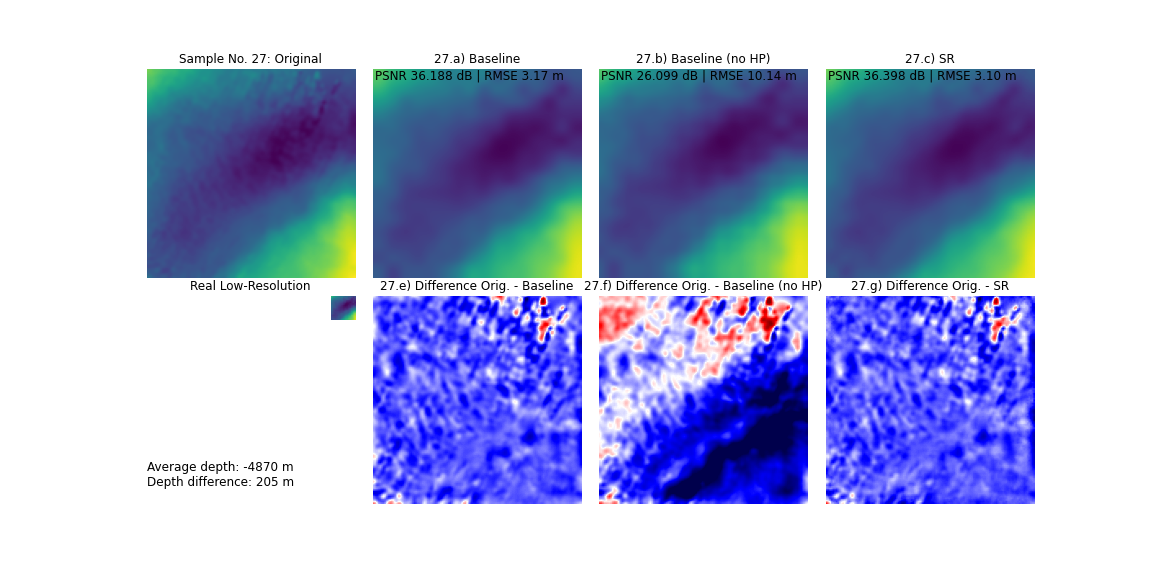 Sample No. 27: Original
27.a) Baseline
27.b) Baseline (no HP)
27.c) SR
PSNR 36.188 dB | RMSE 3.17 m
PSNR 26.099 dB | RMSE 10.14 m
PSNR 36.398 dB | RMSE 3.10 m
Real Low-Resolution
27.e) Difference Orig. - Baseline
27.f) Difference Orig. - Baseline (no HP)
27.g) Difference Orig. - SR
Average depth: -4870 m
Depth difference: 205 m